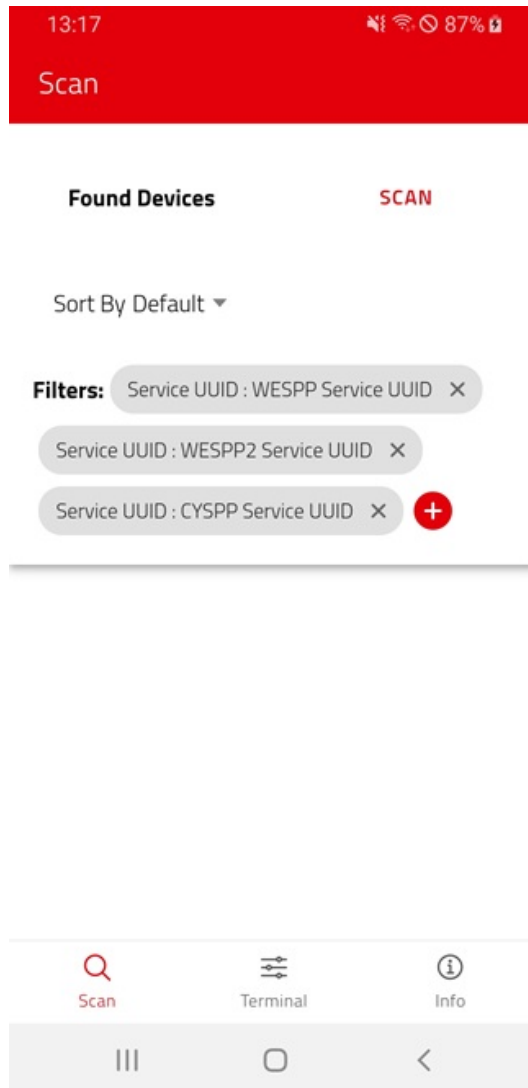 13:17 87%
Scan
Found Devices SCAN
Sort By Default
Filters: Service UUID : WESPP Service UUID
Service UUID : WESPP2 Service UUID
Service UUID : CYSPP Service UUID
Scan Terminal Info